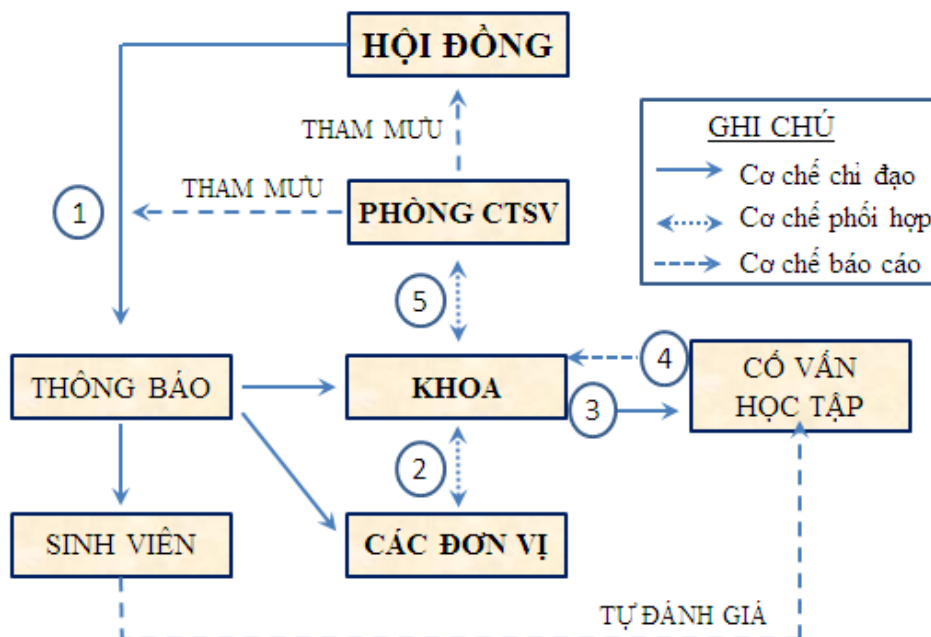 HỘI ĐỒNG
THAM MƯU
GHI CHÚ
Cơ chế chỉ đạo
Cơ chế phối hợp
Cơ chế báo cáo
1
THAM MƯU
PHÒNG CTSV
5
THÔNG BÁO
KHOA
4
3
CỐ VẤN
HỌC TẬP
2
SINH VIÊN
CÁC ĐƠN VỊ
TỰ ĐÁNH GIÁ